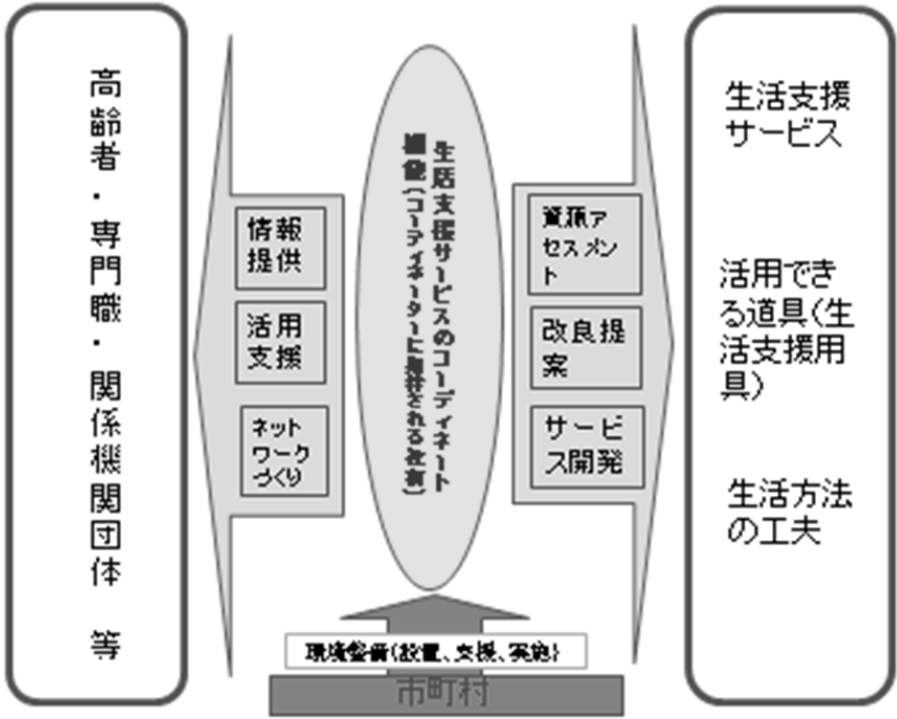 高齢者・専門職・関係機関団体　等
情報
提供
活用
支援
ネット
ワーク
づくり
生活支援サービスのコーディネート
機能(コーディネーターに期待される役割)
資源ア
セスメン
ト
改良提
案
サービ
ス開発
生活支援
サービス
活用でき
る道具(生
活支援用
具)
生活方法
の工夫
環境整備(設置、支援、実施)
市町村